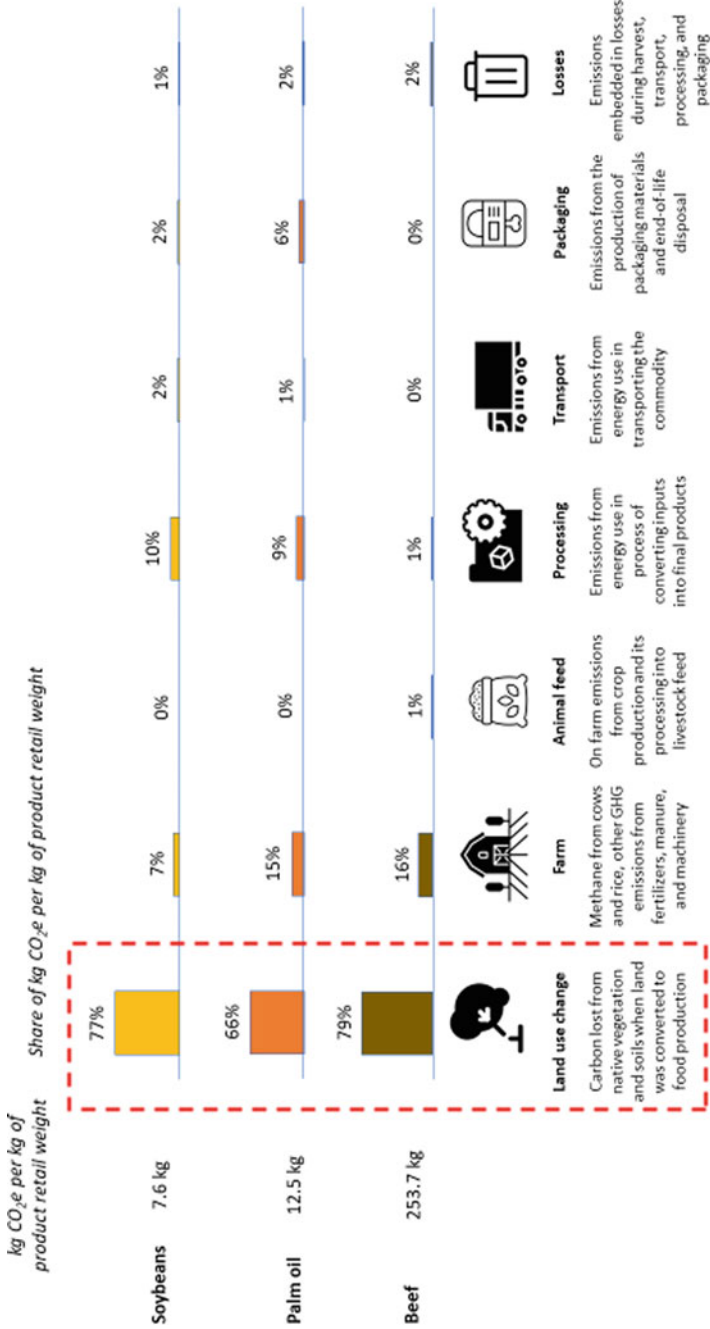 kg CO₂e per kg of
product retail weight
Share of kg CO₂e per kg of product retail weight
Soybeans 7.6 kg 77% 7% 0% 10% 2% 2% 1%
Palm oil 12.5 kg 66% 15% 0% 9% 1% 6% 2%
Beef 253.7 kg 79% 16% 1% 1% 0% 0% 2%
Land use change
Carbon lost from
native vegetation
and soils when land
was converted to
food production
Farm
Methane from cows
and rice, other GHG
emissions from
fertilizers, manure,
and machinery
Animal feed
On farm emissions
from crop
production and its
processing into
livestock feed
Processing
Emissions from
energy use in
process of
converting inputs
into final products
Transport
Emissions from
energy use in
transporting the
commodity
Packaging
Emissions from the
production of
packaging materials
and end-of-life
disposal
Losses
Emissions
embedded in losses
during harvest,
transport,
processing, and
packaging